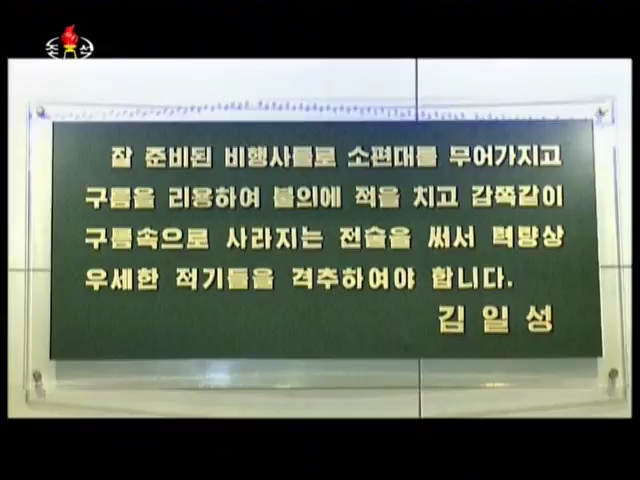 조 선
잘 준비된 비행사들로 소편대를 무어가지고
구름을 리용하여 불의에 적을 치고 감쪽같이
구름속으로 사라지는 전술을 써서 력량상
우세한 적기들을 격추하여야 합니다.
김일성